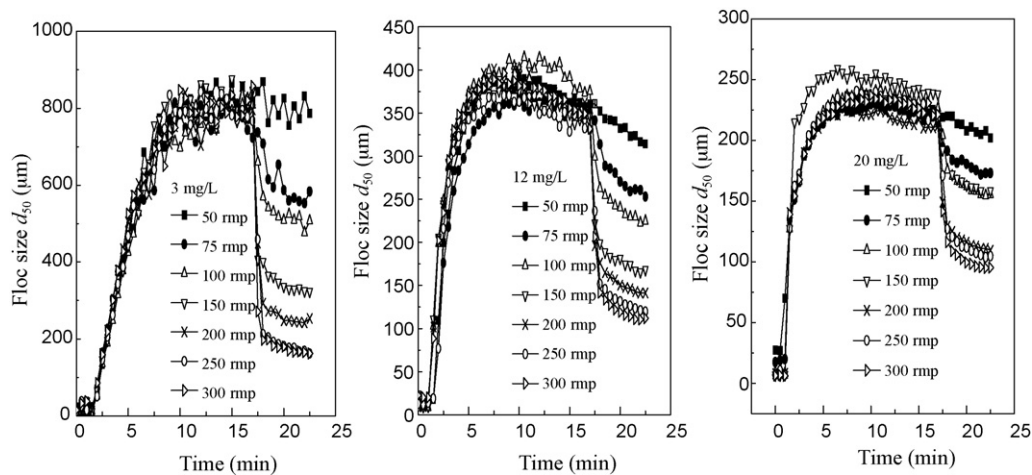 Floc size d50 (µm)
1000
800
600
400
200
0
3 mg/L
50 rmp
75 rmp
100 rmp
150 rmp
200 rmp
250 rmp
300 rmp
0 5 10 15 20 25
Time (min)
Floc size d50 (µm)
450
400
350
300
250
200
150
100
50
0
12 mg/L
50 rmp
75 rmp
100 rmp
150 rmp
200 rmp
250 rmp
300 rmp
0 5 10 15 20 25
Time (min)
Floc size d50 (µm)
300
250
200
150
100
50
0
20 mg/L
50 rmp
75 rmp
100 rmp
150 rmp
200 rmp
250 rmp
300 rmp
0 5 10 15 20 25
Time (min)